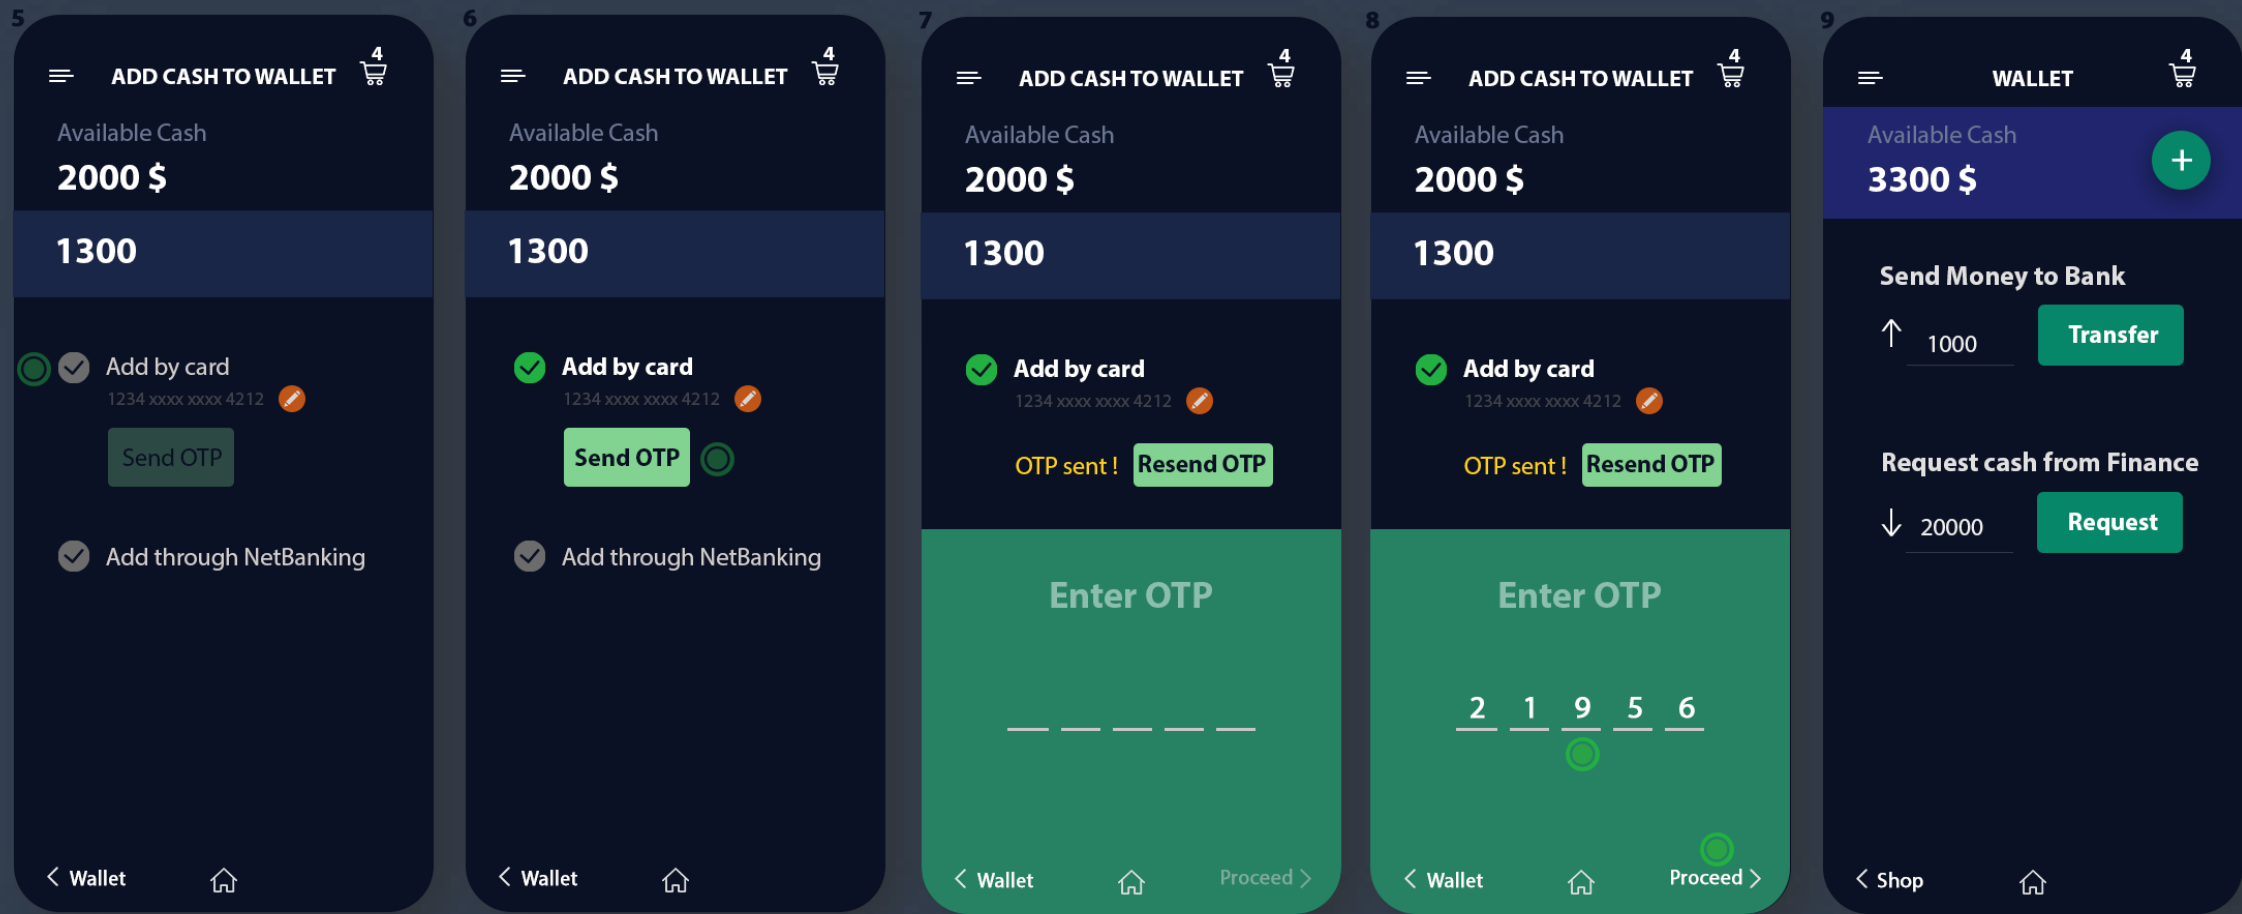 5
4
ADD CASH TO WALLET
Available Cash
2000 $
1300
Add by card
1234 xxxx xxxx 4212
Send OTP
Add through NetBanking
Wallet
6
4
ADD CASH TO WALLET
Available Cash
2000 $
1300
Add by card
1234 xxxx xxxx 4212
Send OTP
Add through NetBanking
Wallet
7
4
ADD CASH TO WALLET
Available Cash
2000 $
1300
Add by card
1234 xxxx xxxx 4212
OTP sent ! Resend OTP
Enter OTP
Wallet Proceed
8
4
ADD CASH TO WALLET
Available Cash
2000 $
1300
Add by card
1234 xxxx xxxx 4212
OTP sent ! Resend OTP
Enter OTP
2 1 9 5 6
Wallet Proceed
9
4
WALLET
Available Cash
3300 $
+
Send Money to Bank
1000 Transfer
Request cash from Finance
20000 Request
Shop